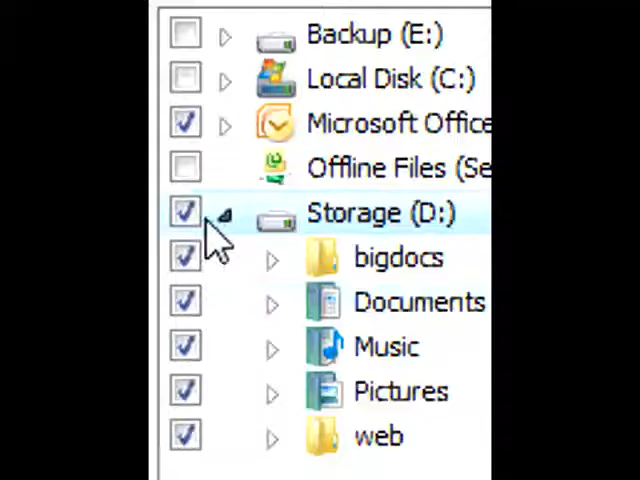 Backup (E:)
Local Disk (C:)
Microsoft Office
Offline Files (Se
Storage (D:)
bigdocs
Documents
Music
Pictures
web